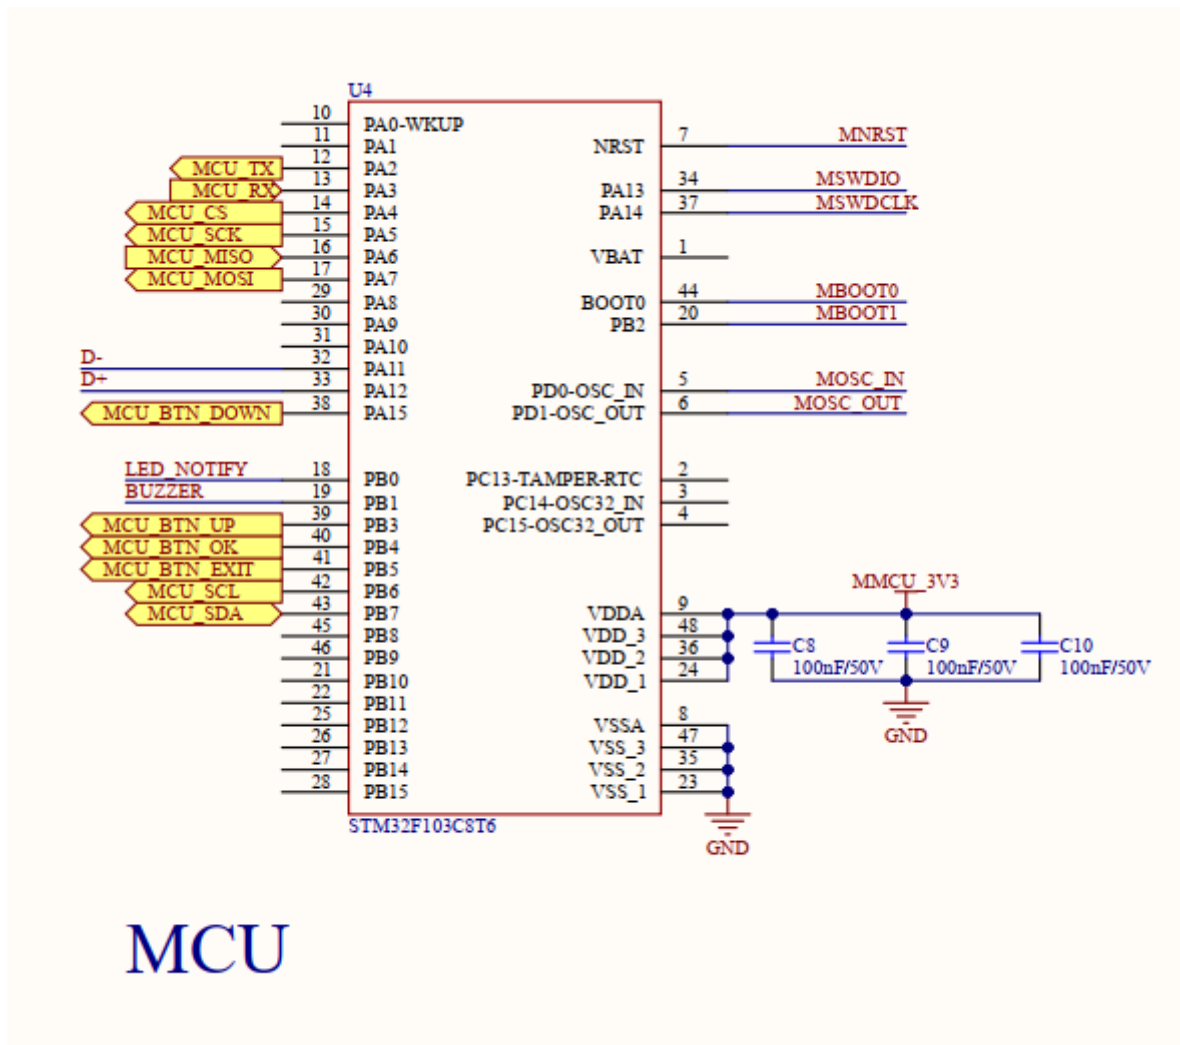 U4
10 PA0-WKUP
11 PA1
MCU_TX 12 PA2
MCU_RX 13 PA3
MCU_CS 14 PA4
MCU_SCK 15 PA5
MCU_MISO 16 PA6
MCU_MOSI 17 PA7
29 PA8
30 PA9
31 PA10
D- 32 PA11
D+ 33 PA12
MCU_BTN_DOWN 38 PA15
LED_NOTIFY 18 PB0
BUZZER 19 PB1
MCU_BTN_UP 39 PB3
MCU_BTN_OK 40 PB4
MCU_BTN_EXIT 41 PB5
MCU_SCL 42 PB6
MCU_SDA 43 PB7
45 PB8
46 PB9
21 PB10
22 PB11
25 PB12
26 PB13
27 PB14
28 PB15
NRST 7 MNRST
PA13 34 MSWDIO
PA14 37 MSWDCLK
VBAT 1
BOOT0 44 MBOOT0
PB2 20 MBOOT1
PD0-OSC_IN 5 MOSC_IN
PD1-OSC_OUT 6 MOSC_OUT
PC13-TAMPER-RTC 2
PC14-OSC32_IN 3
PC15-OSC32_OUT 4
VDDA 9
VDD_3 48
VDD_2 36
VDD_1 24
VSSA 8
VSS_3 47
VSS_2 35
VSS_1 23
GND
MMCU_3V3
C8
100nF/50V
C9
100nF/50V
C10
100nF/50V
GND
STM32F103C8T6
MCU